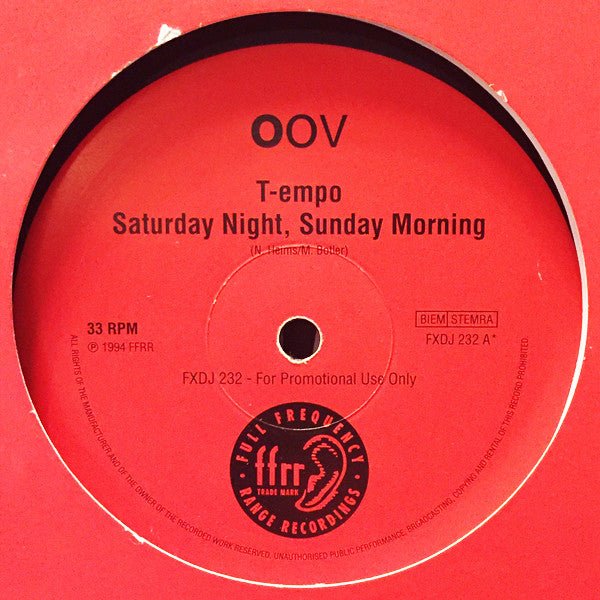 OOV
T-empo
Saturday Night, Sunday Morning
(N. Helms/M. Botler)
33 RPM
℗ 1994 FFRR
BIEM STEMRA
FXDJ 232 A*
FXDJ 232 - For Promotional Use Only
FULL FREQUENCY
ffrr
TRADE MARK
• RANGE RECORDINGS •
ALL RIGHTS OF THE MANUFACTURER AND OF THE OWNER OF THE RECORDED WORK RESERVED. UNAUTHORISED PUBLIC PERFORMANCE, BROADCASTING, COPYING AND RENTAL OF THIS RECORD PROHIBITED.